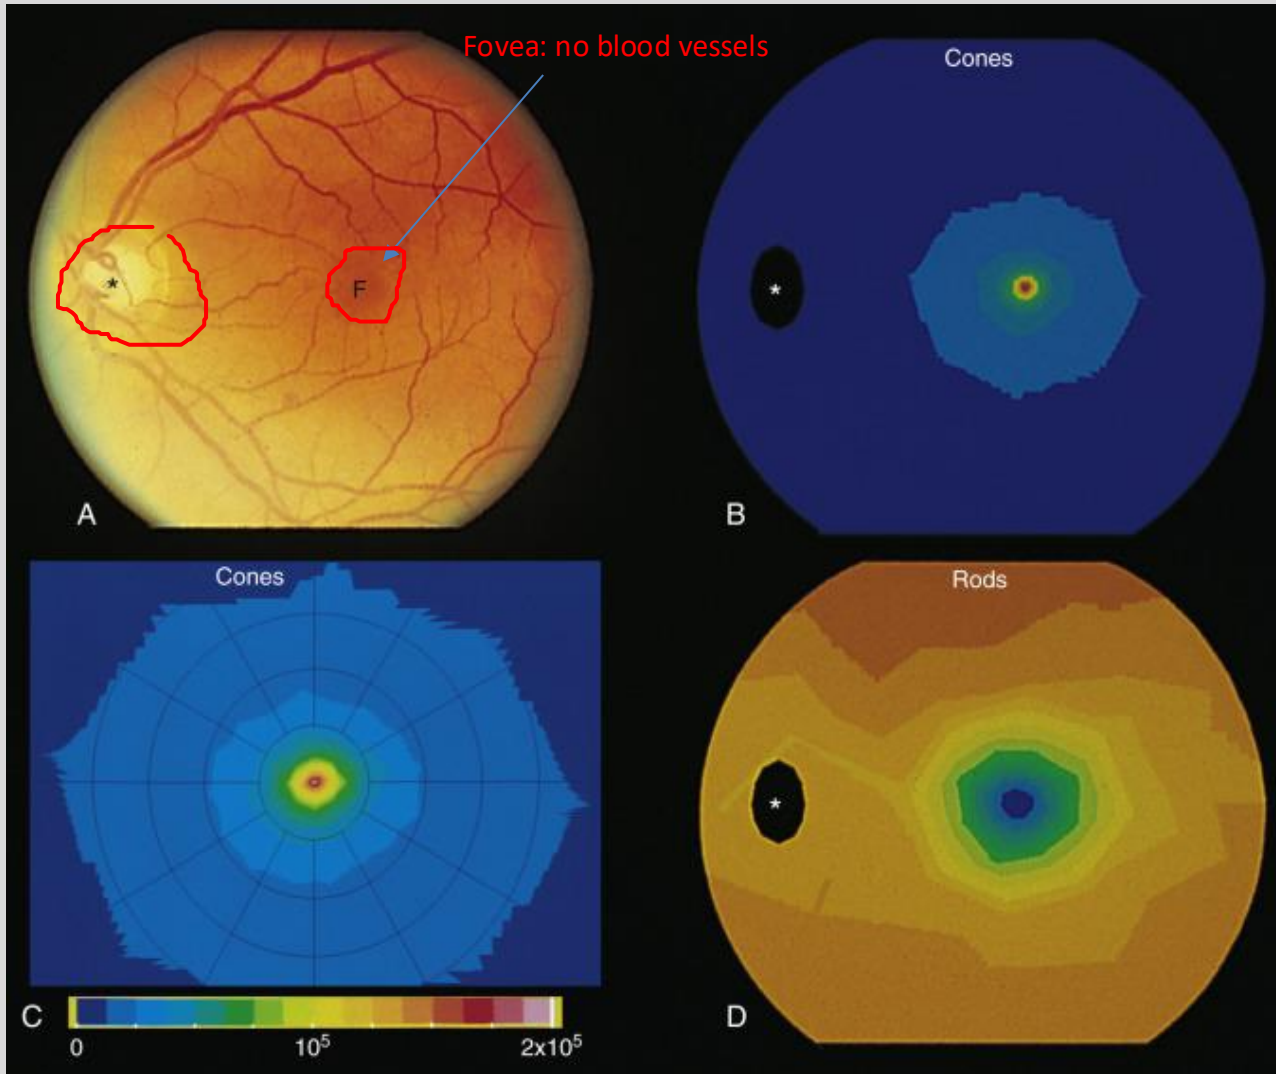 Fovea: no blood vessels
Cones
*
F
*
A
B
Cones
Rods
*
C
0
10⁵
2x10⁵
D